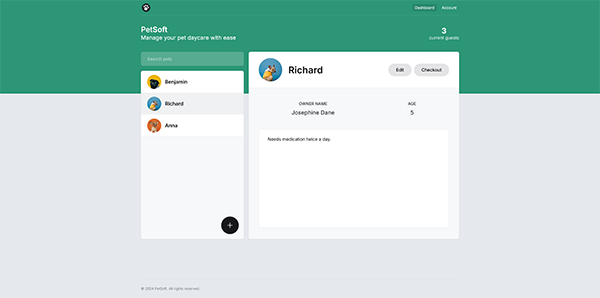 Dashboard Account
PetSoft
Manage your pet daycare with ease
3
current guests
Search pets
Benjamin
Richard
Anna
Richard
Edit Checkout
OWNER NAME AGE
Josephine Dane 5
Needs medication twice a day.
+
© 2024 PetSoft. All rights reserved.